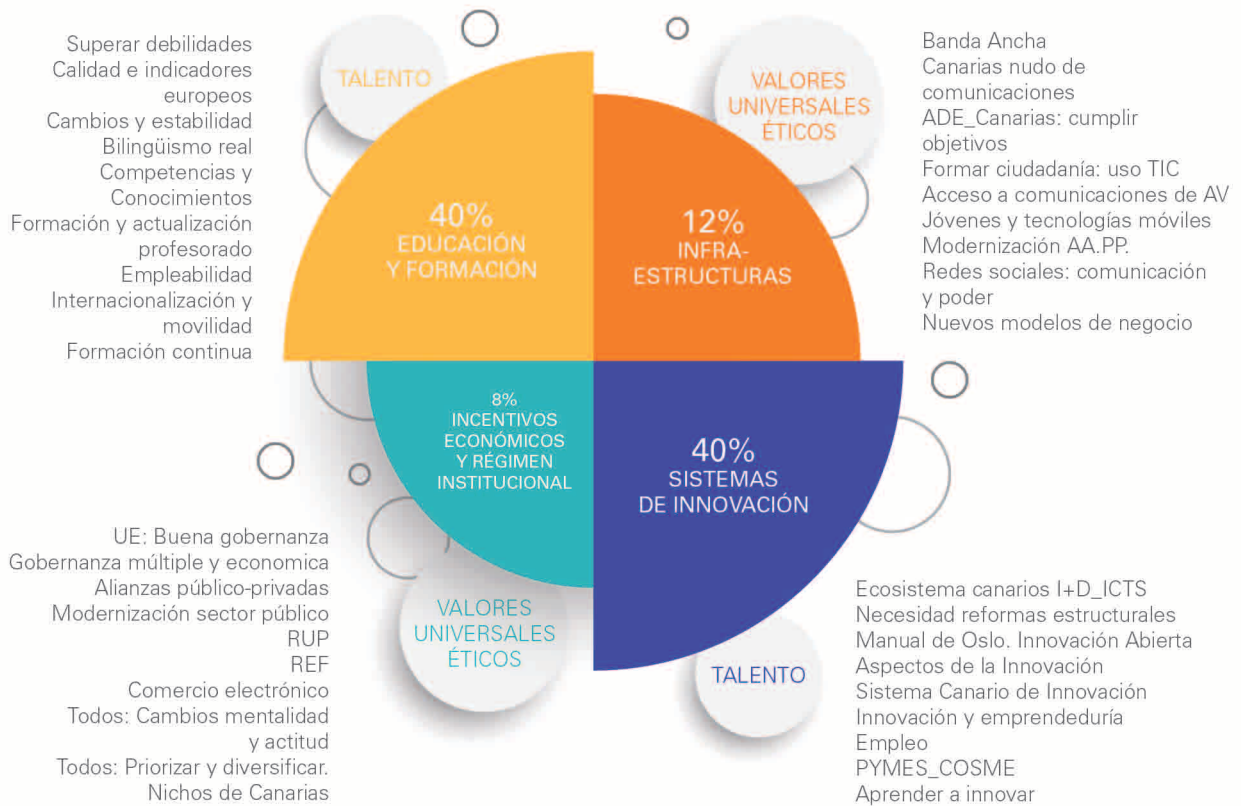 Superar debilidades
Calidad e indicadores
europeos
Cambios y estabilidad
Bilingüismo real
Competencias y
Conocimientos
Formación y actualización
profesorado
Empleabilidad
Internacionalización y
movilidad
Formación continua
TALENTO
40%
EDUCACIÓN
Y FORMACIÓN
12%
INFRA-
ESTRUCTURAS
VALORES
UNIVERSALES
ÉTICOS
Banda Ancha
Canarias nudo de
comunicaciones
ADE_Canarias: cumplir
objetivos
Formar ciudadanía: uso TIC
Acceso a comunicaciones de AV
Jóvenes y tecnologías móviles
Modernización AA.PP.
Redes sociales: comunicación
y poder
Nuevos modelos de negocio
8%
INCENTIVOS
ECONÓMICOS
Y RÉGIMEN
INSTITUCIONAL
40%
SISTEMAS
DE INNOVACIÓN
UE: Buena gobernanza
Gobernanza múltiple y economica
Alianzas público-privadas
Modernización sector público
RUP
REF
Comercio electrónico
Todos: Cambios mentalidad
y actitud
Todos: Priorizar y diversificar.
Nichos de Canarias
VALORES
UNIVERSALES
ÉTICOS
TALENTO
Ecosistema canarios I+D_ICTS
Necesidad reformas estructurales
Manual de Oslo. Innovación Abierta
Aspectos de la Innovación
Sistema Canario de Innovación
Innovación y emprendeduría
Empleo
PYMES_COSME
Aprender a innovar